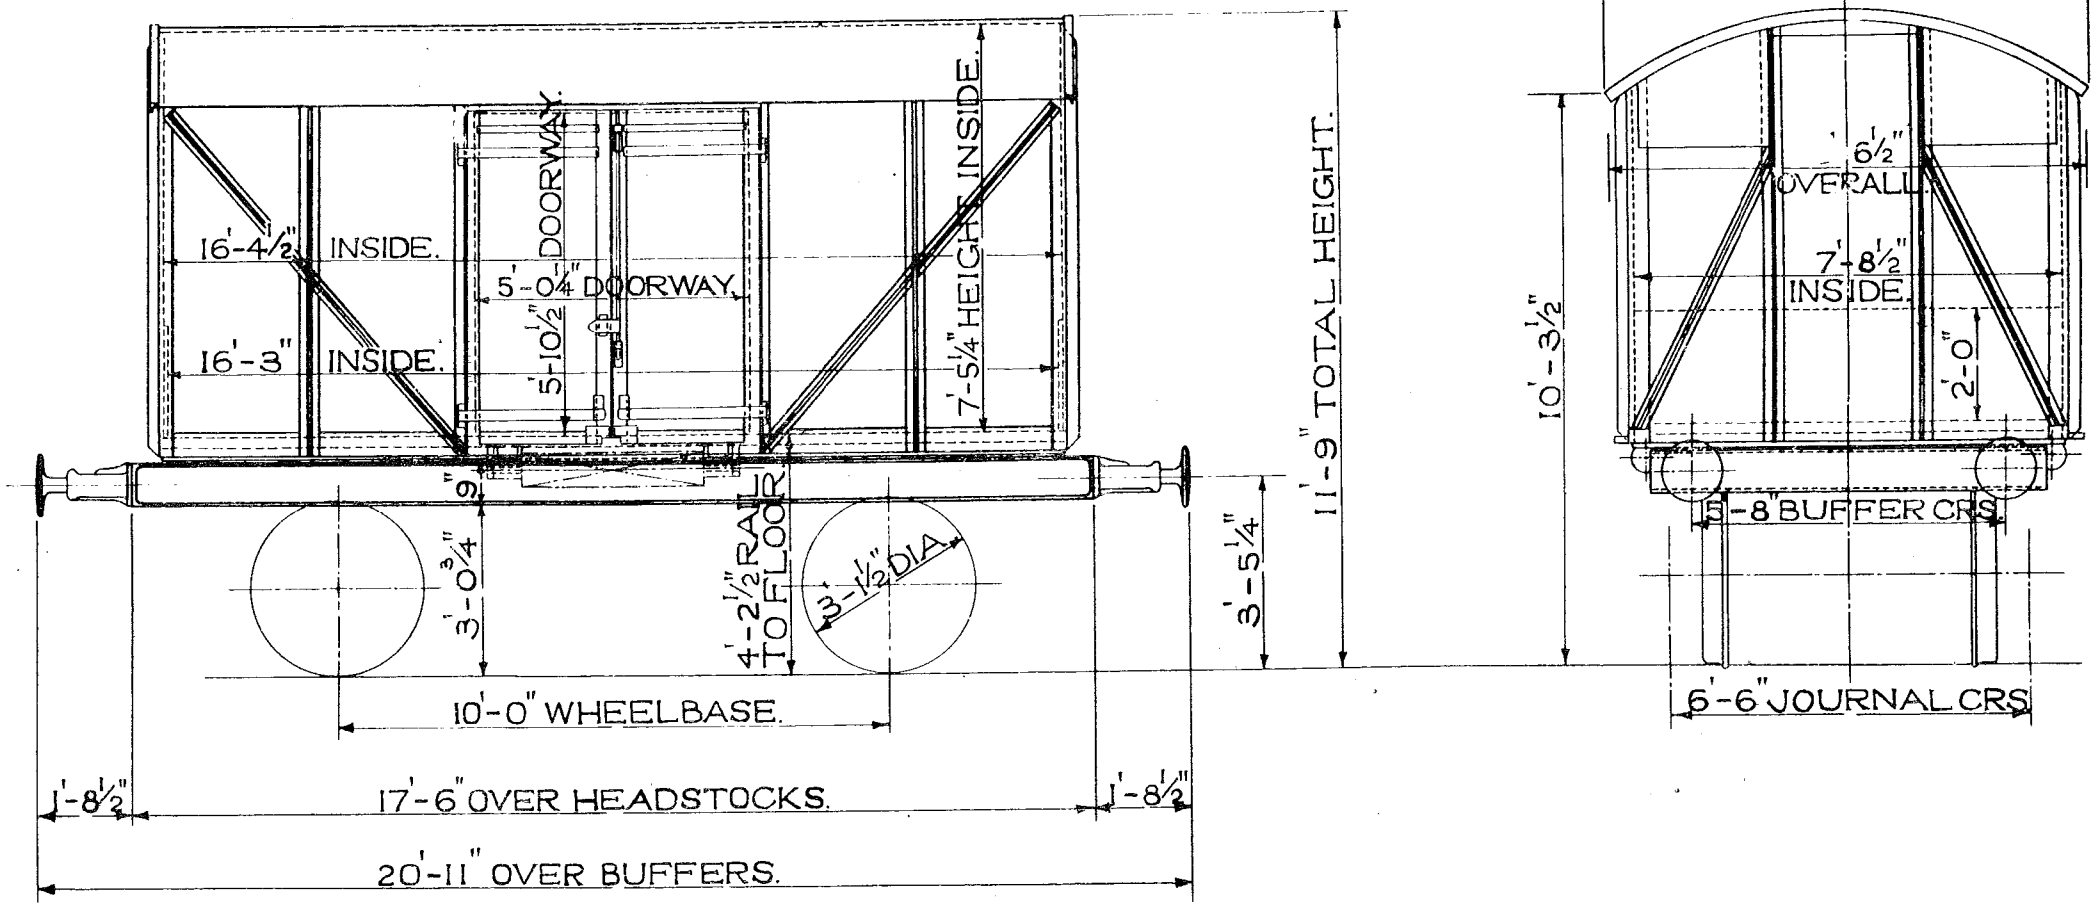 16'-4½" INSIDE.
16'-3" INSIDE.
5'-0¼" DOORWAY.
5'-10½" DOORWAY.
7'-5¼" HEIGHT INSIDE.
11'-9" TOTAL HEIGHT.
9"
3'-0¾"
4'-2½" RAIL
TO FLOOR
3'-1½" DIA.
3'-5¼"
10'-0" WHEELBASE.
1'-8½"
17'-6" OVER HEADSTOCKS.
1'-8½"
20'-11" OVER BUFFERS.
10'-3½"
' 6½"
OVERALL.
7'-8½"
INSIDE.
2'-0"
5'-8" BUFFER CRS.
6'-6" JOURNAL CRS